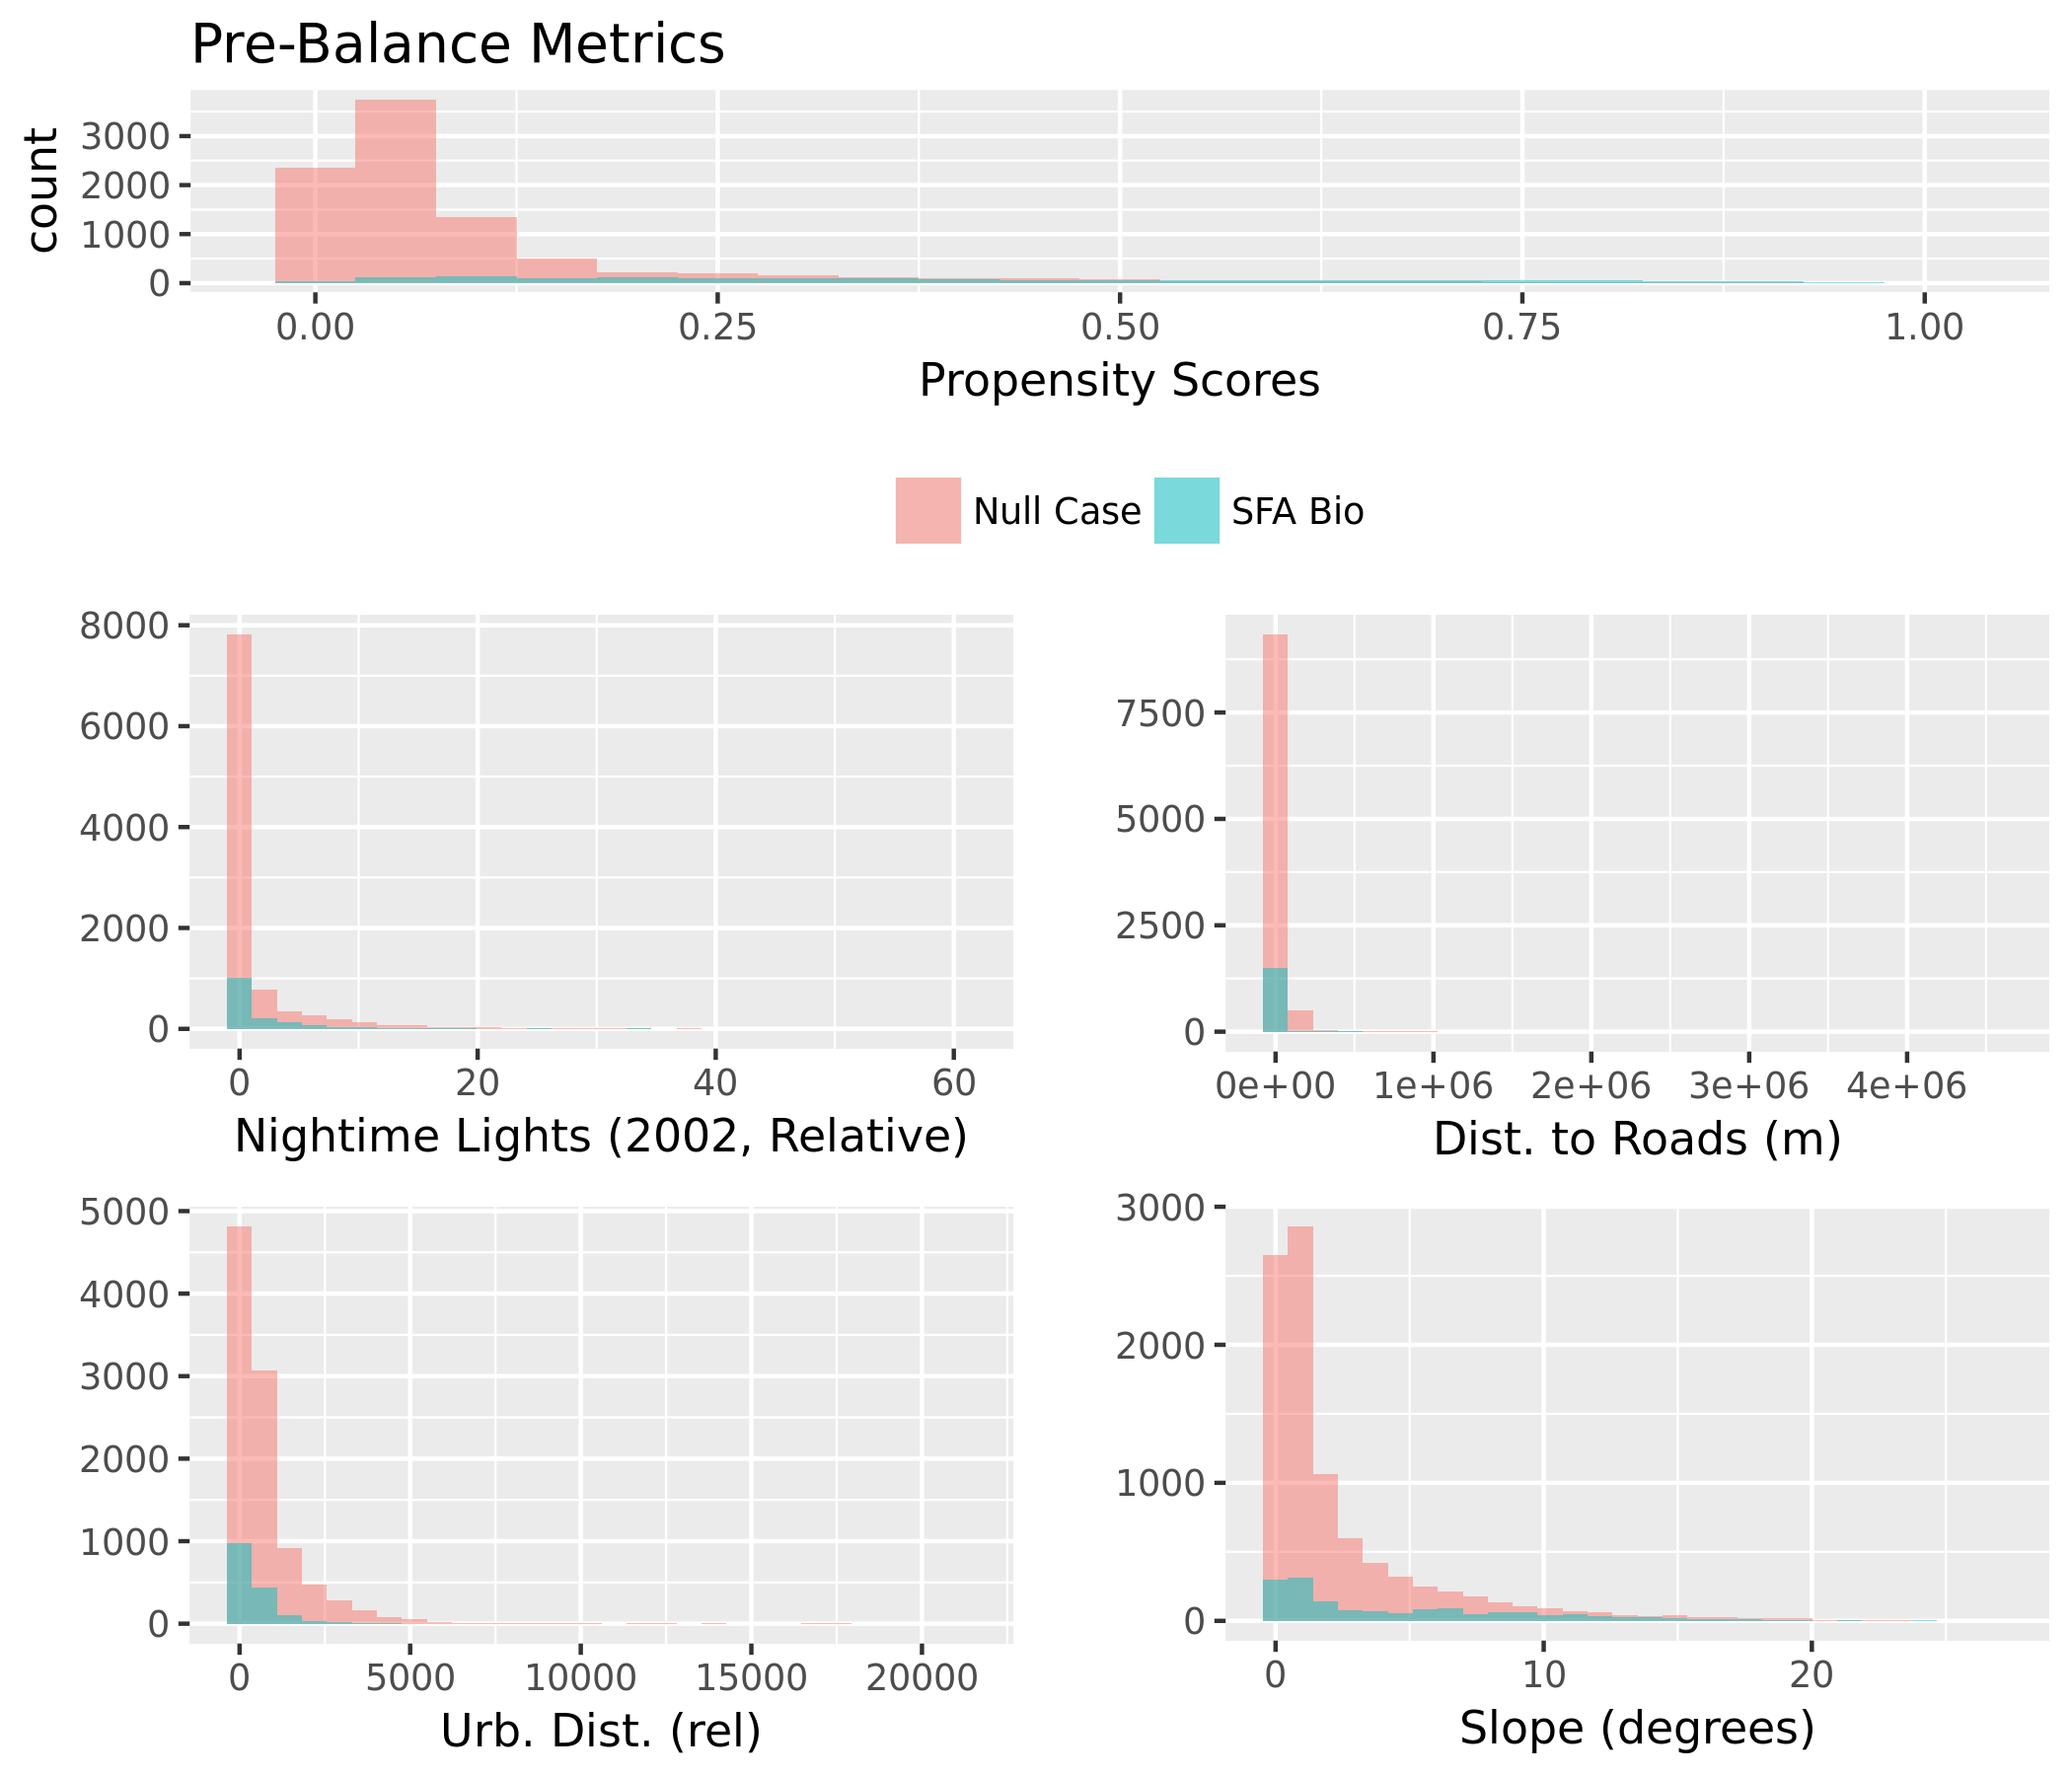 Pre-Balance Metrics
count
3000
2000
1000
0
0.00 0.25 0.50 0.75 1.00
Propensity Scores
Null Case SFA Bio
8000
6000
4000
2000
0
0 20 40 60
Nightime Lights (2002, Relative)
7500
5000
2500
0
0e+00 1e+06 2e+06 3e+06 4e+06
Dist. to Roads (m)
5000
4000
3000
2000
1000
0
0 5000 10000 15000 20000
Urb. Dist. (rel)
3000
2000
1000
0
0 10 20
Slope (degrees)